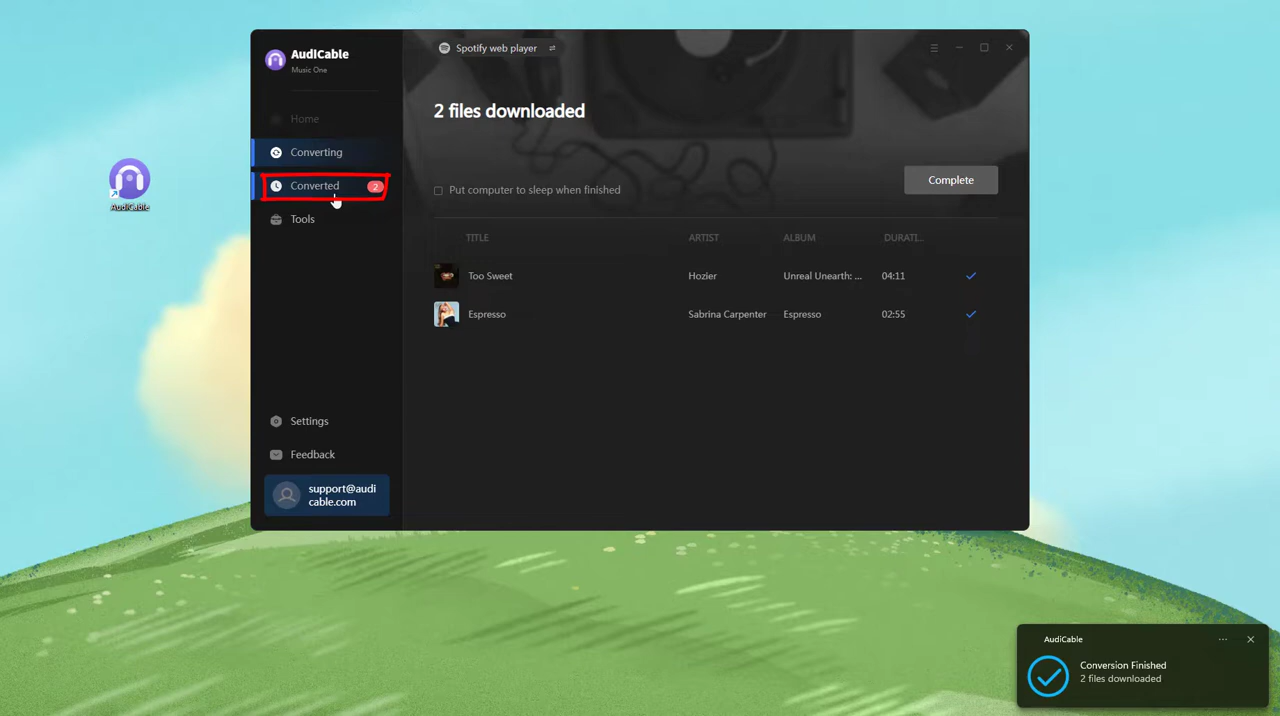 AudiCable
Music One
Home
Converting
Converted 2
Tools
Settings
Feedback
support@audi
cable.com
Spotify web player
2 files downloaded
Put computer to sleep when finished
Complete
TITLE ARTIST ALBUM DURATI...
Too Sweet Hozier Unreal Unearth: ... 04:11
Espresso Sabrina Carpenter Espresso 02:55
AudiCable
AudiCable
Conversion Finished
2 files downloaded